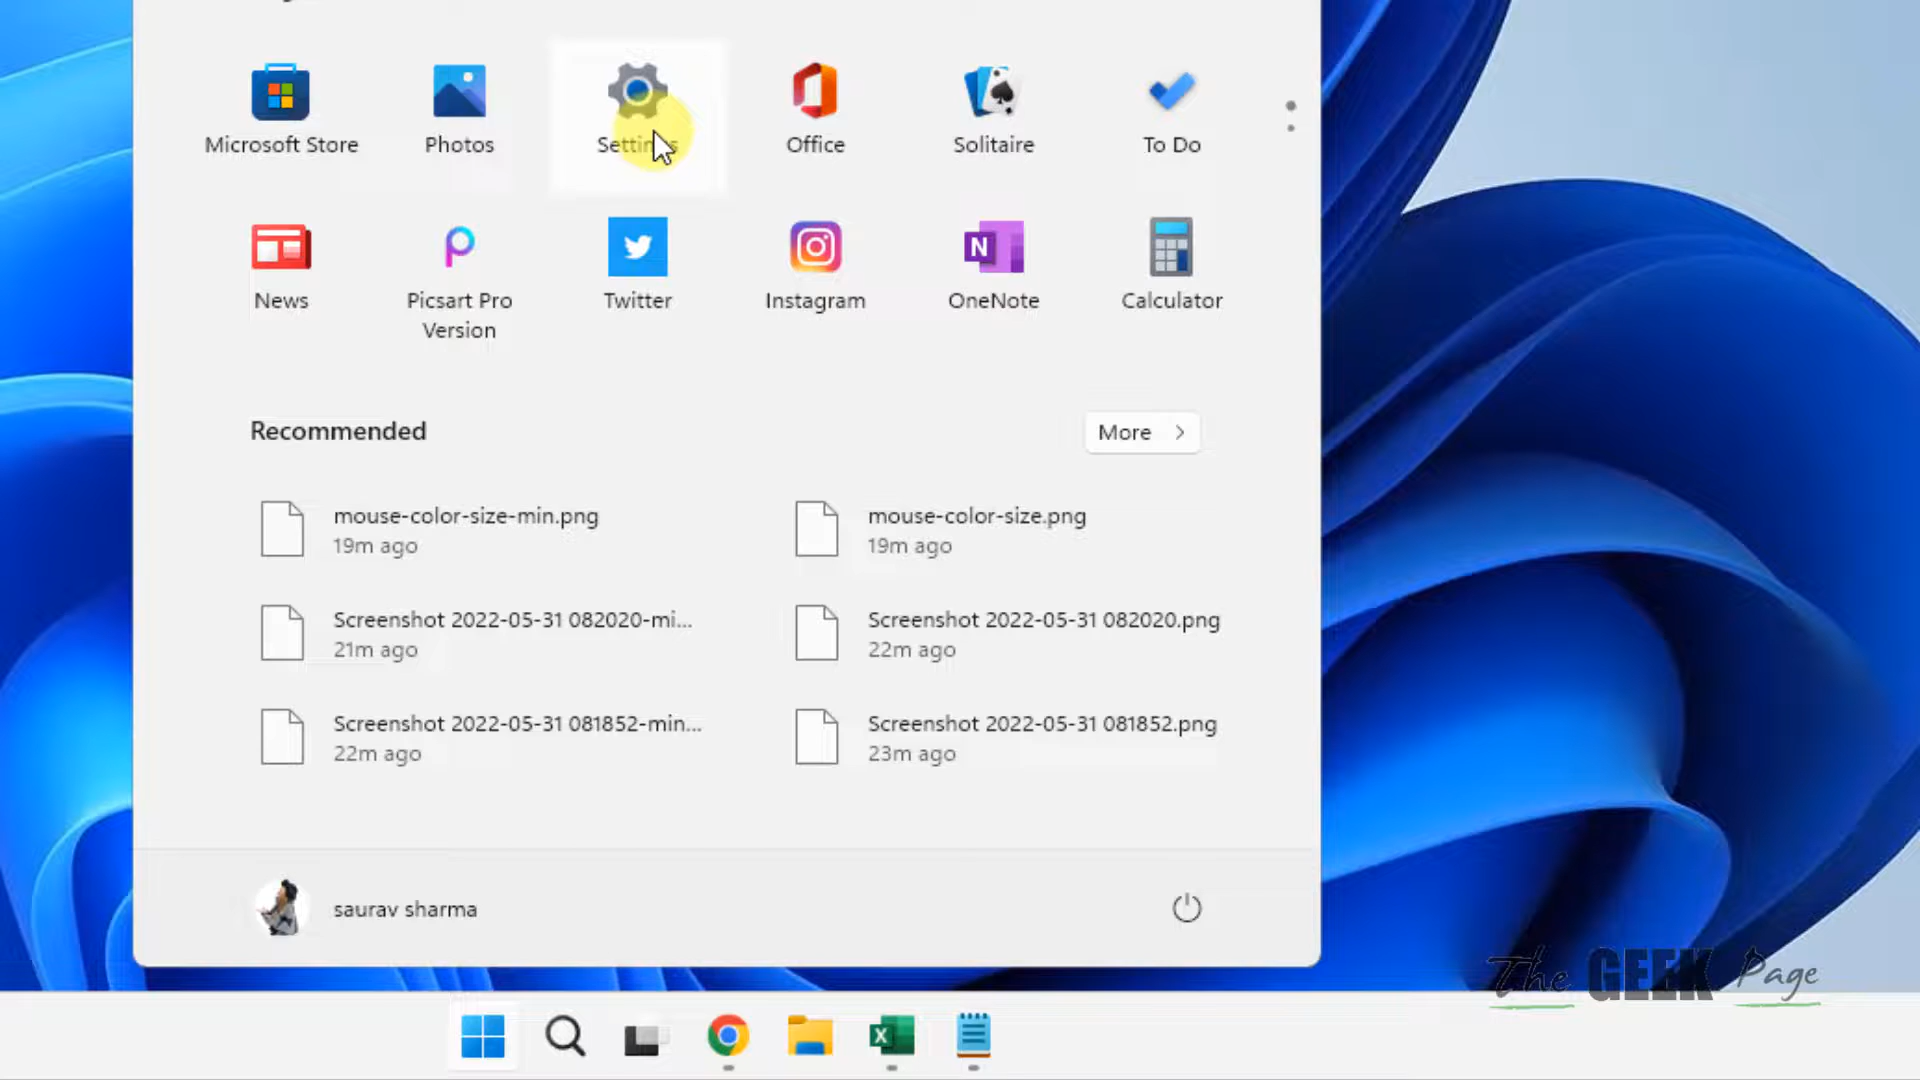 Microsoft Store
Photos
Settings
Office
Solitaire
To Do
News
Picsart Pro
Version
Twitter
Instagram
N
OneNote
Calculator
Recommended
More
mouse-color-size-min.png
19m ago
mouse-color-size.png
19m ago
Screenshot 2022-05-31 082020-mi...
21m ago
Screenshot 2022-05-31 082020.png
22m ago
Screenshot 2022-05-31 081852-min...
22m ago
Screenshot 2022-05-31 081852.png
23m ago
saurav sharma
The GEEK Page
X